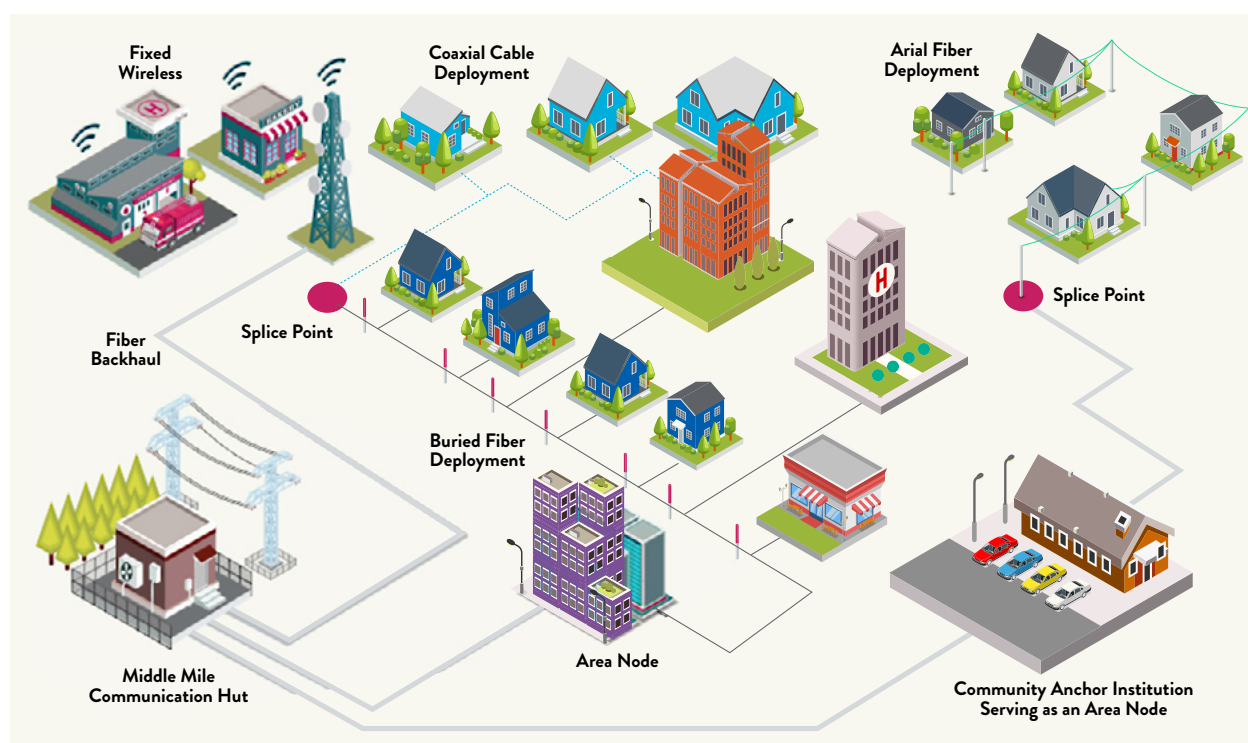 Fixed
Wireless
Coaxial Cable
Deployment
Arial Fiber
Deployment
H
H
Splice Point
Splice Point
Fiber
Backhaul
Buried Fiber
Deployment
Area Node
Middle Mile
Communication Hut
Community Anchor Institution
Serving as an Area Node